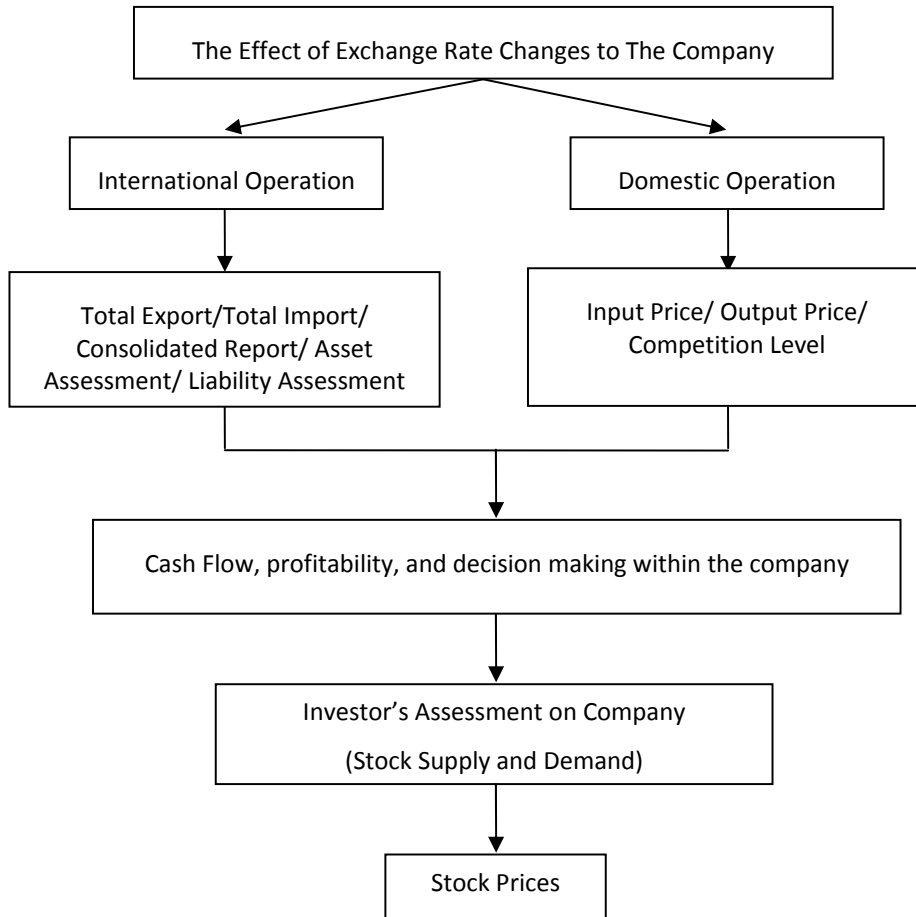 The Effect of Exchange Rate Changes to The Company
International Operation
Domestic Operation
Total Export/Total Import/
Consolidated Report/ Asset
Assessment/ Liability Assessment
Input Price/ Output Price/
Competition Level
Cash Flow, profitability, and decision making within the company
Investor’s Assessment on Company
(Stock Supply and Demand)
Stock Prices